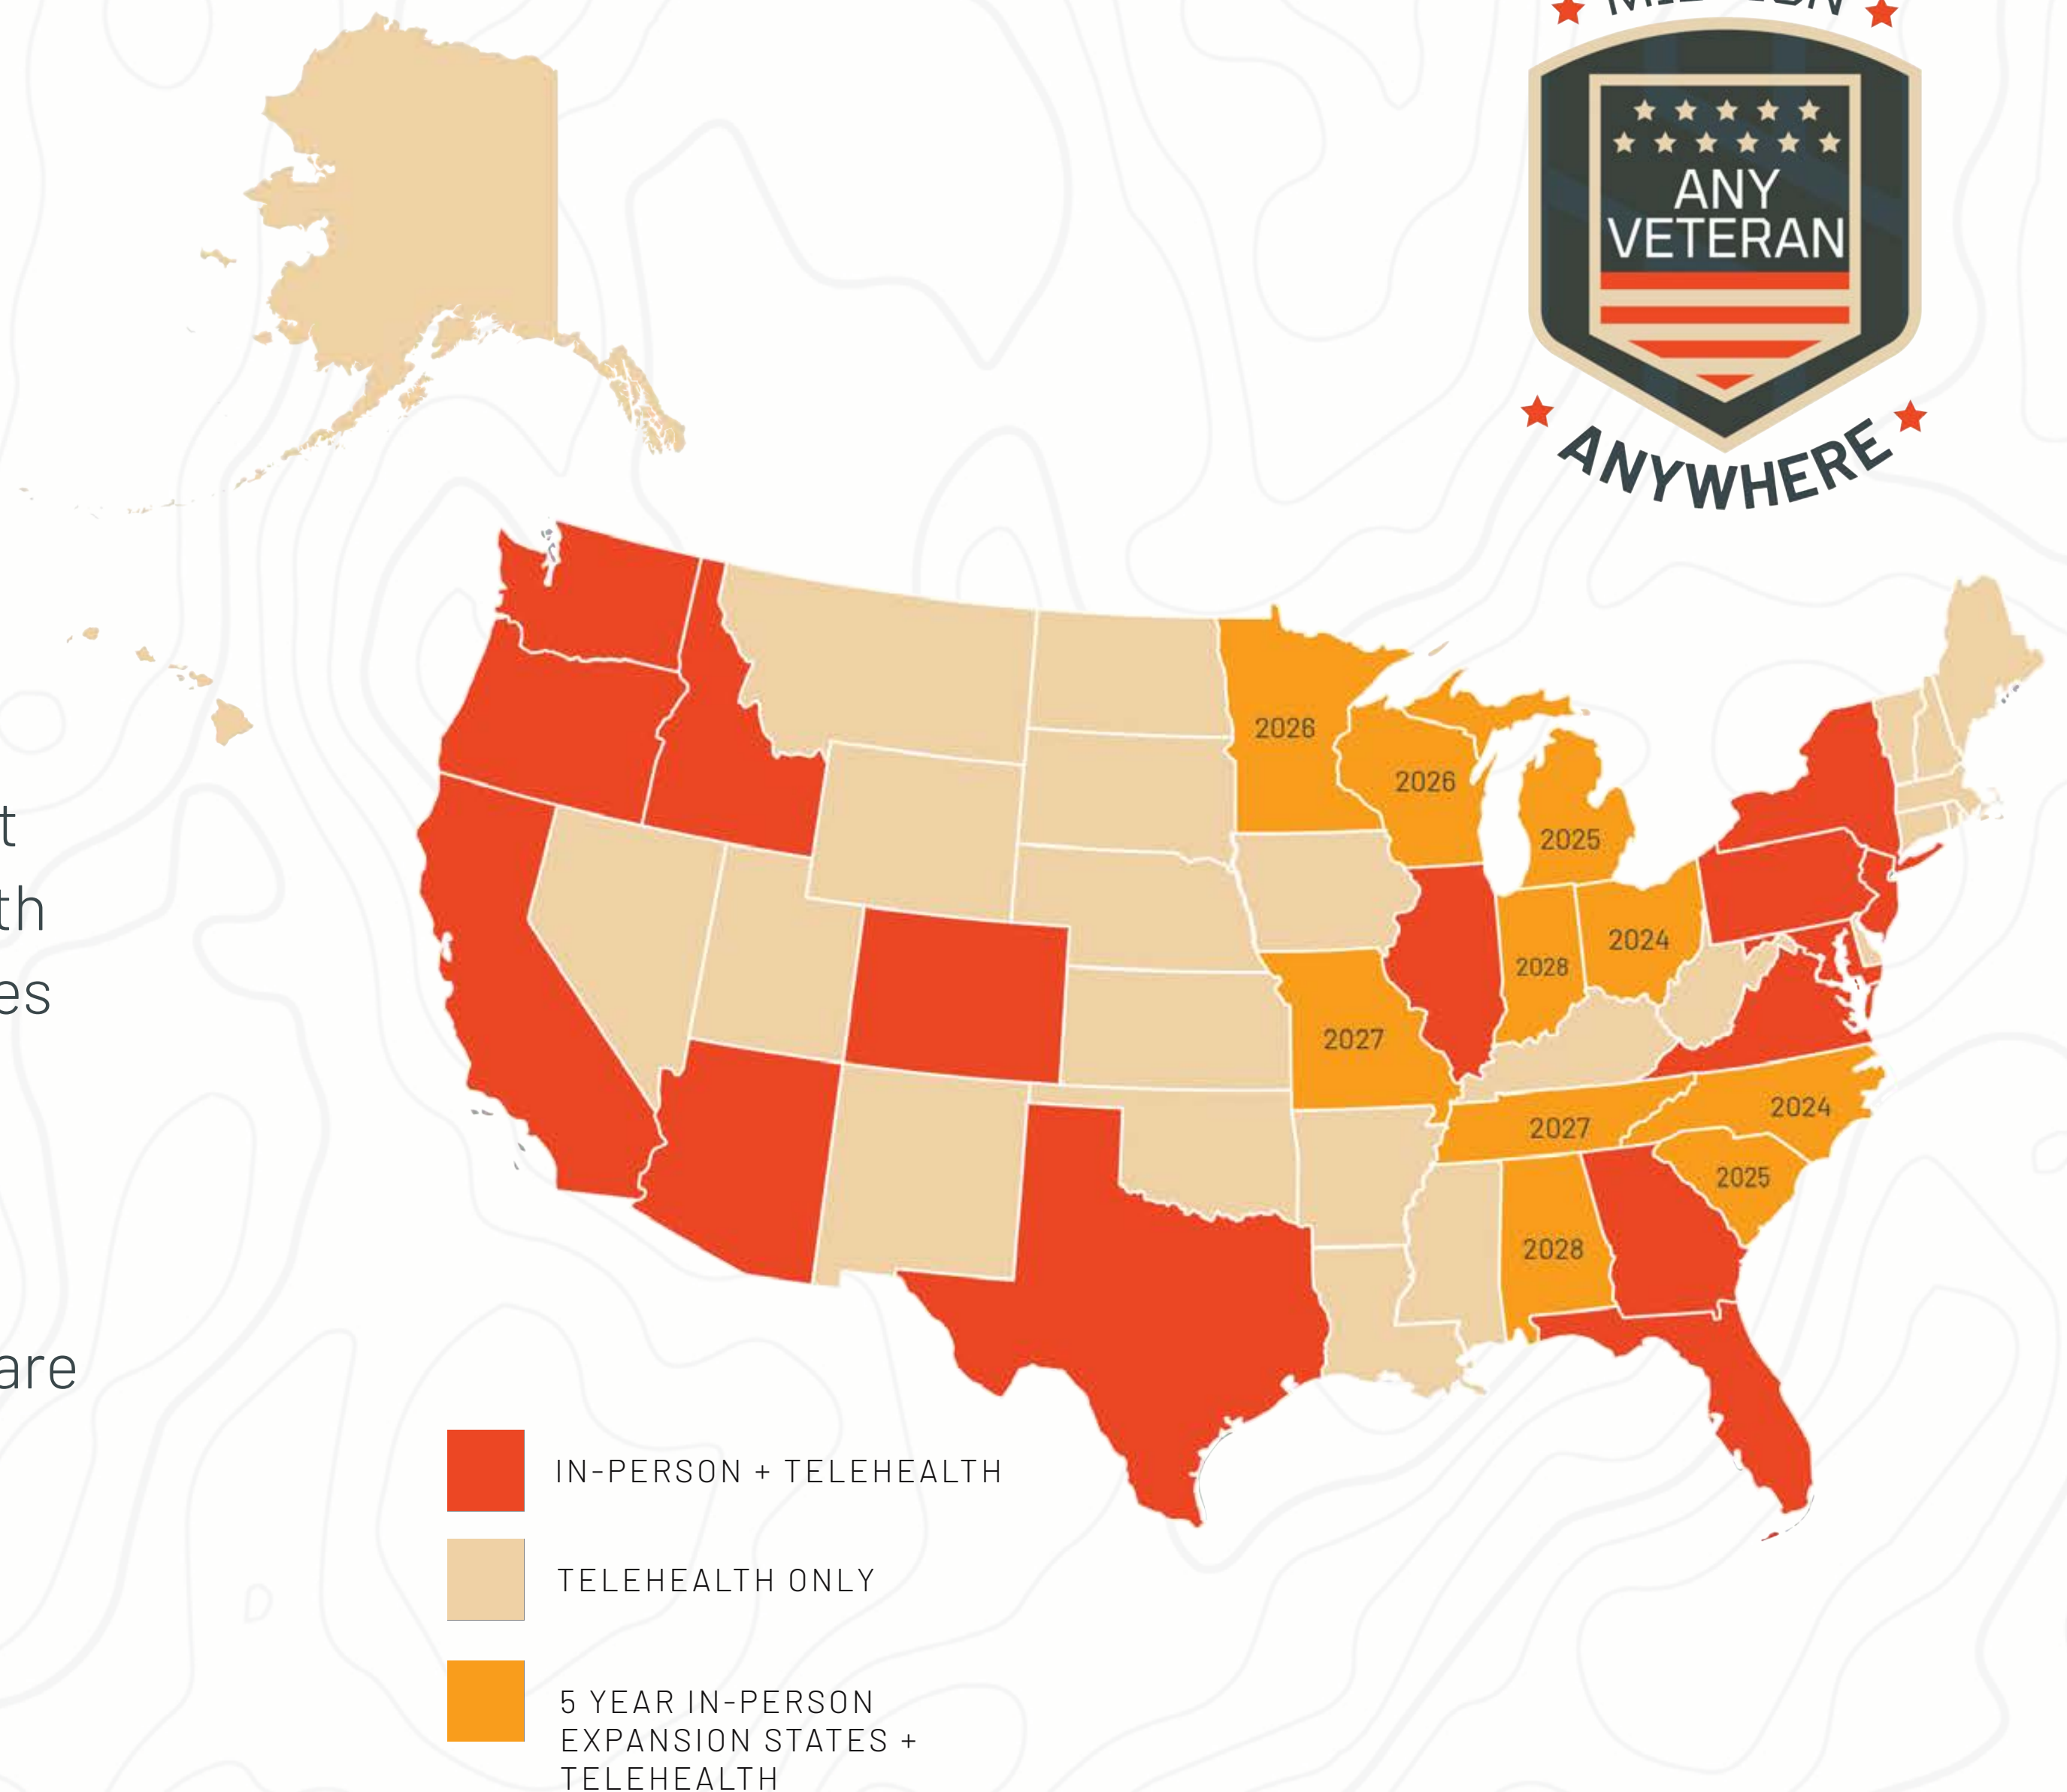 ANY
VETERAN
ANYWHERE
2026
2026
2025
2028
2024
2027
2027
2024
2025
2028
are
IN-PERSON + TELEHEALTH
TELEHEALTH ONLY
5 YEAR IN-PERSON
EXPANSION STATES +
TELEHEALTH